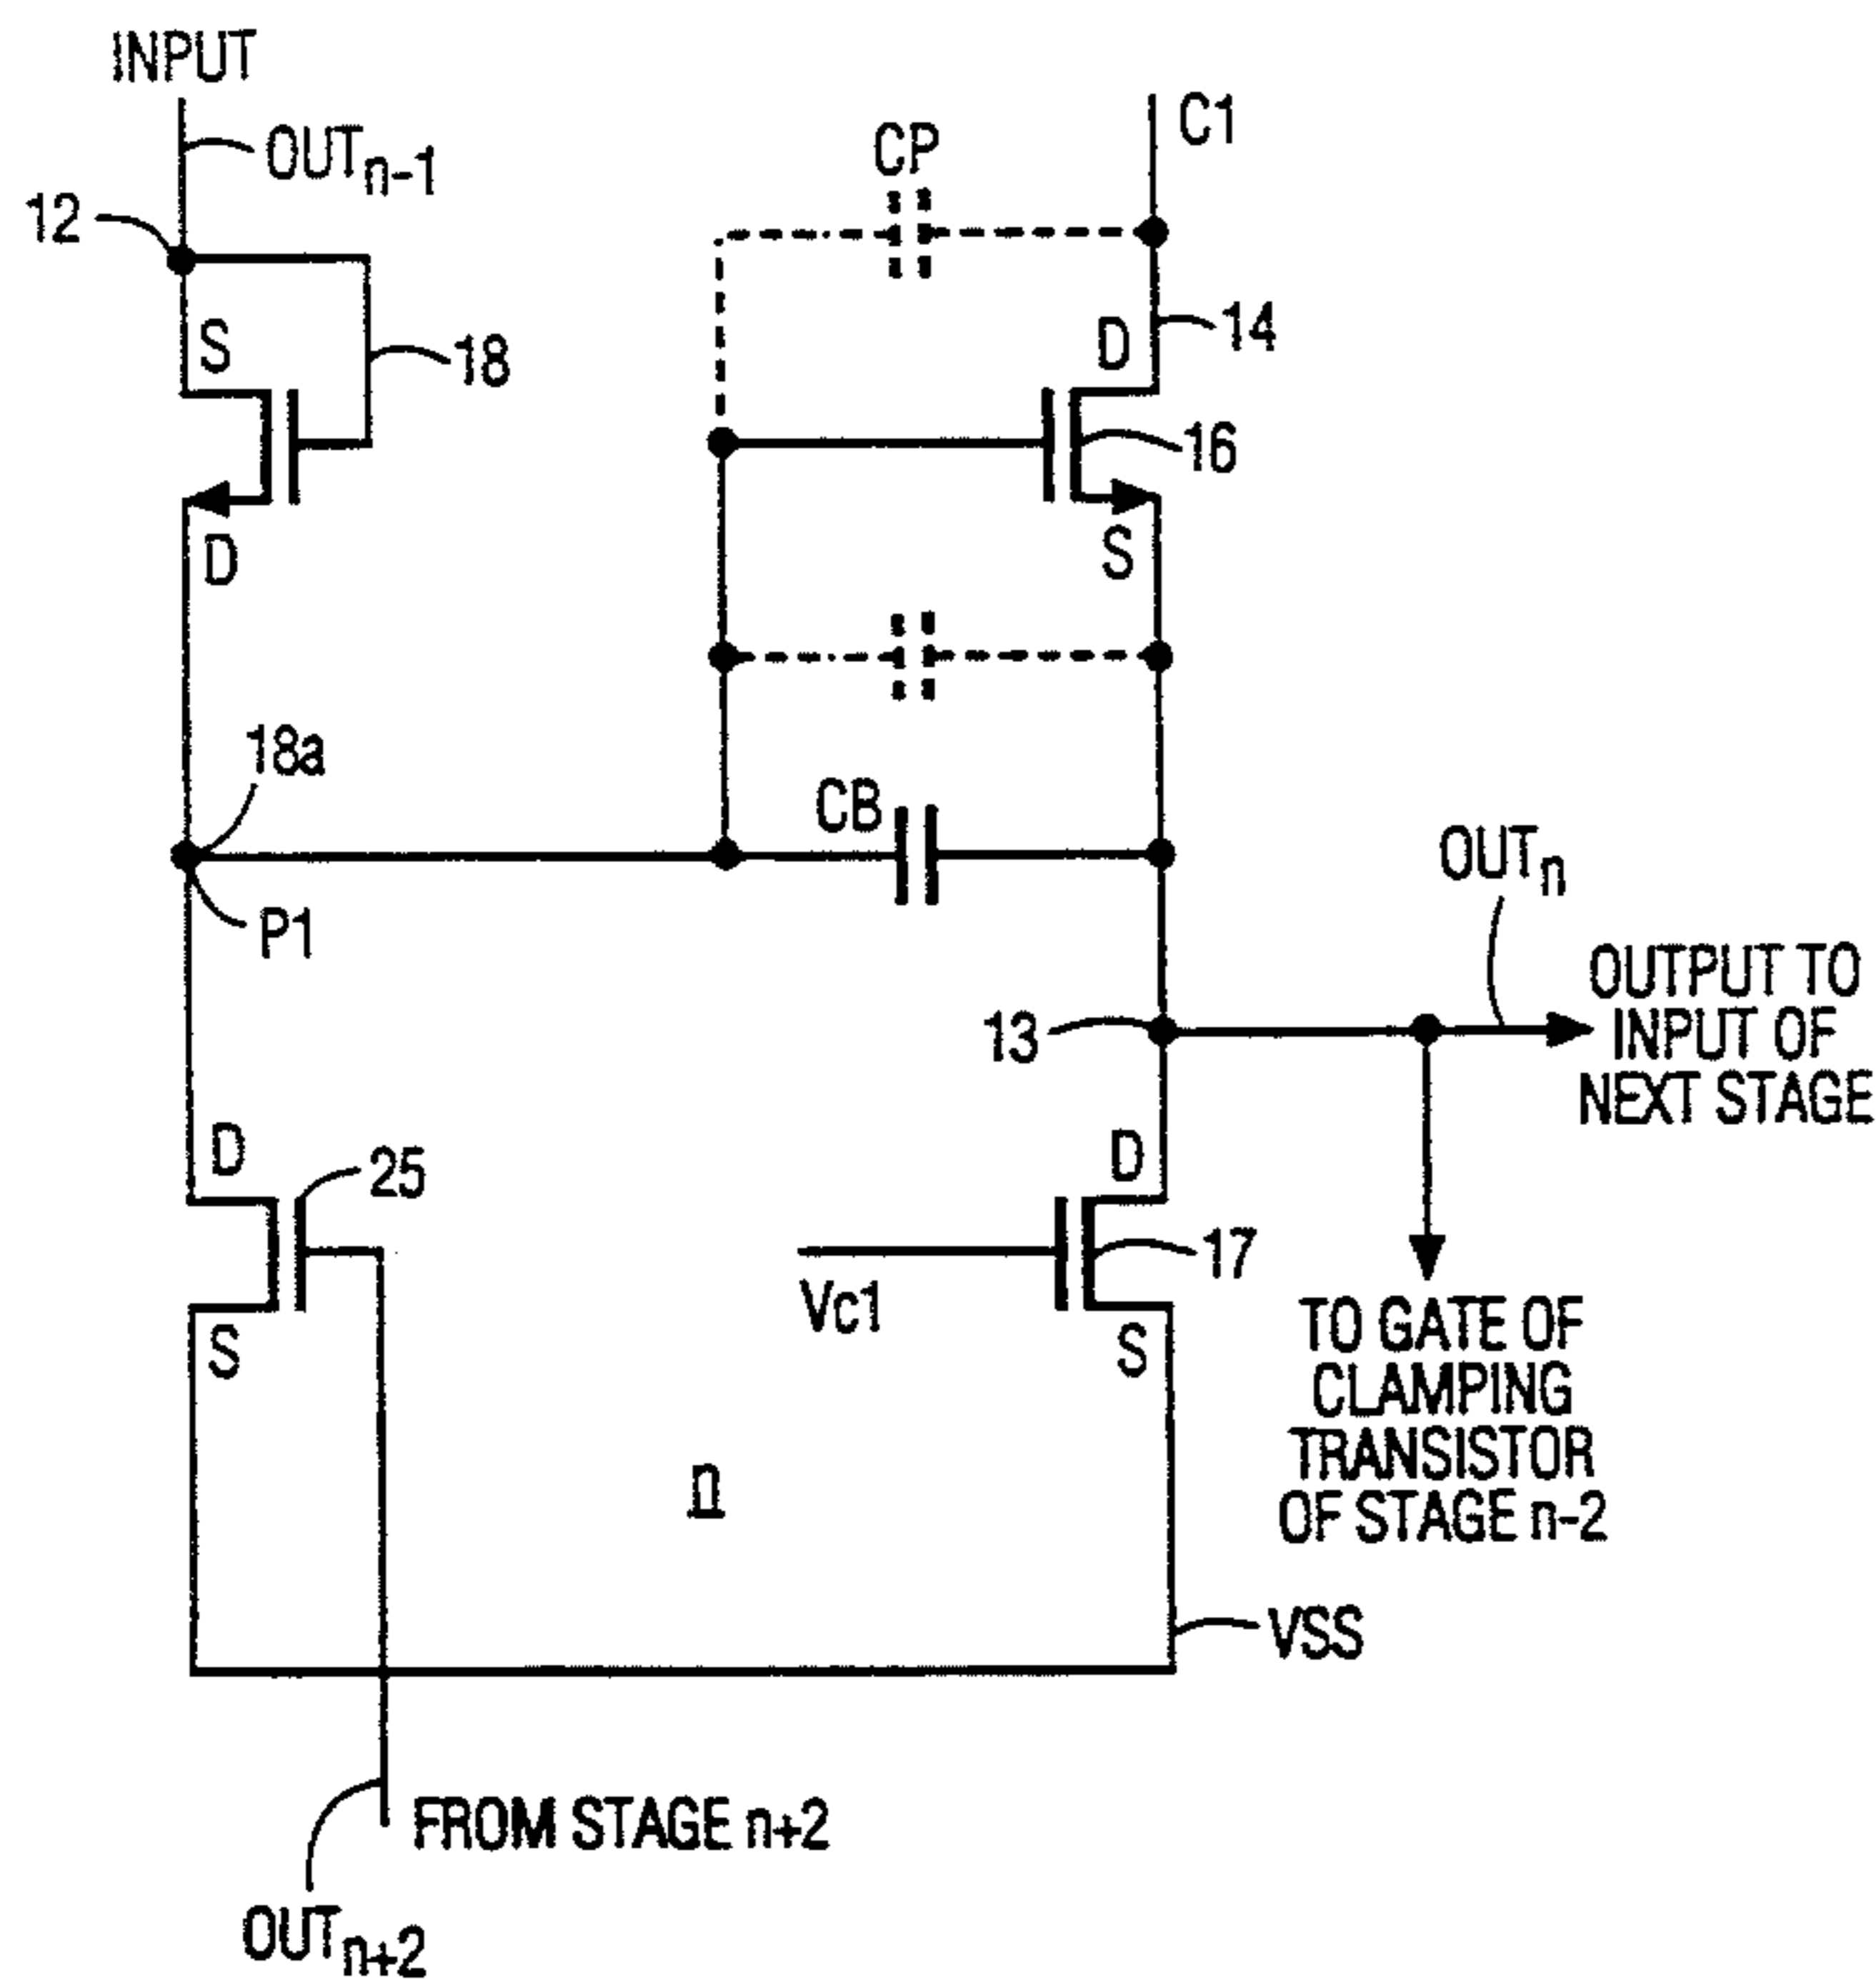 INPUT
OUTn-1
12
C1
CP
S
18
D
14
16
D
S
18a
CB
P1
OUTn
13
OUTPUT TO
INPUT OF
NEXT STAGE
D
25
D
17
Vc1
S
S
TO GATE OF
CLAMPING
TRANSISTOR
OF STAGE n-2
n
VSS
FROM STAGE n+2
OUTn+2